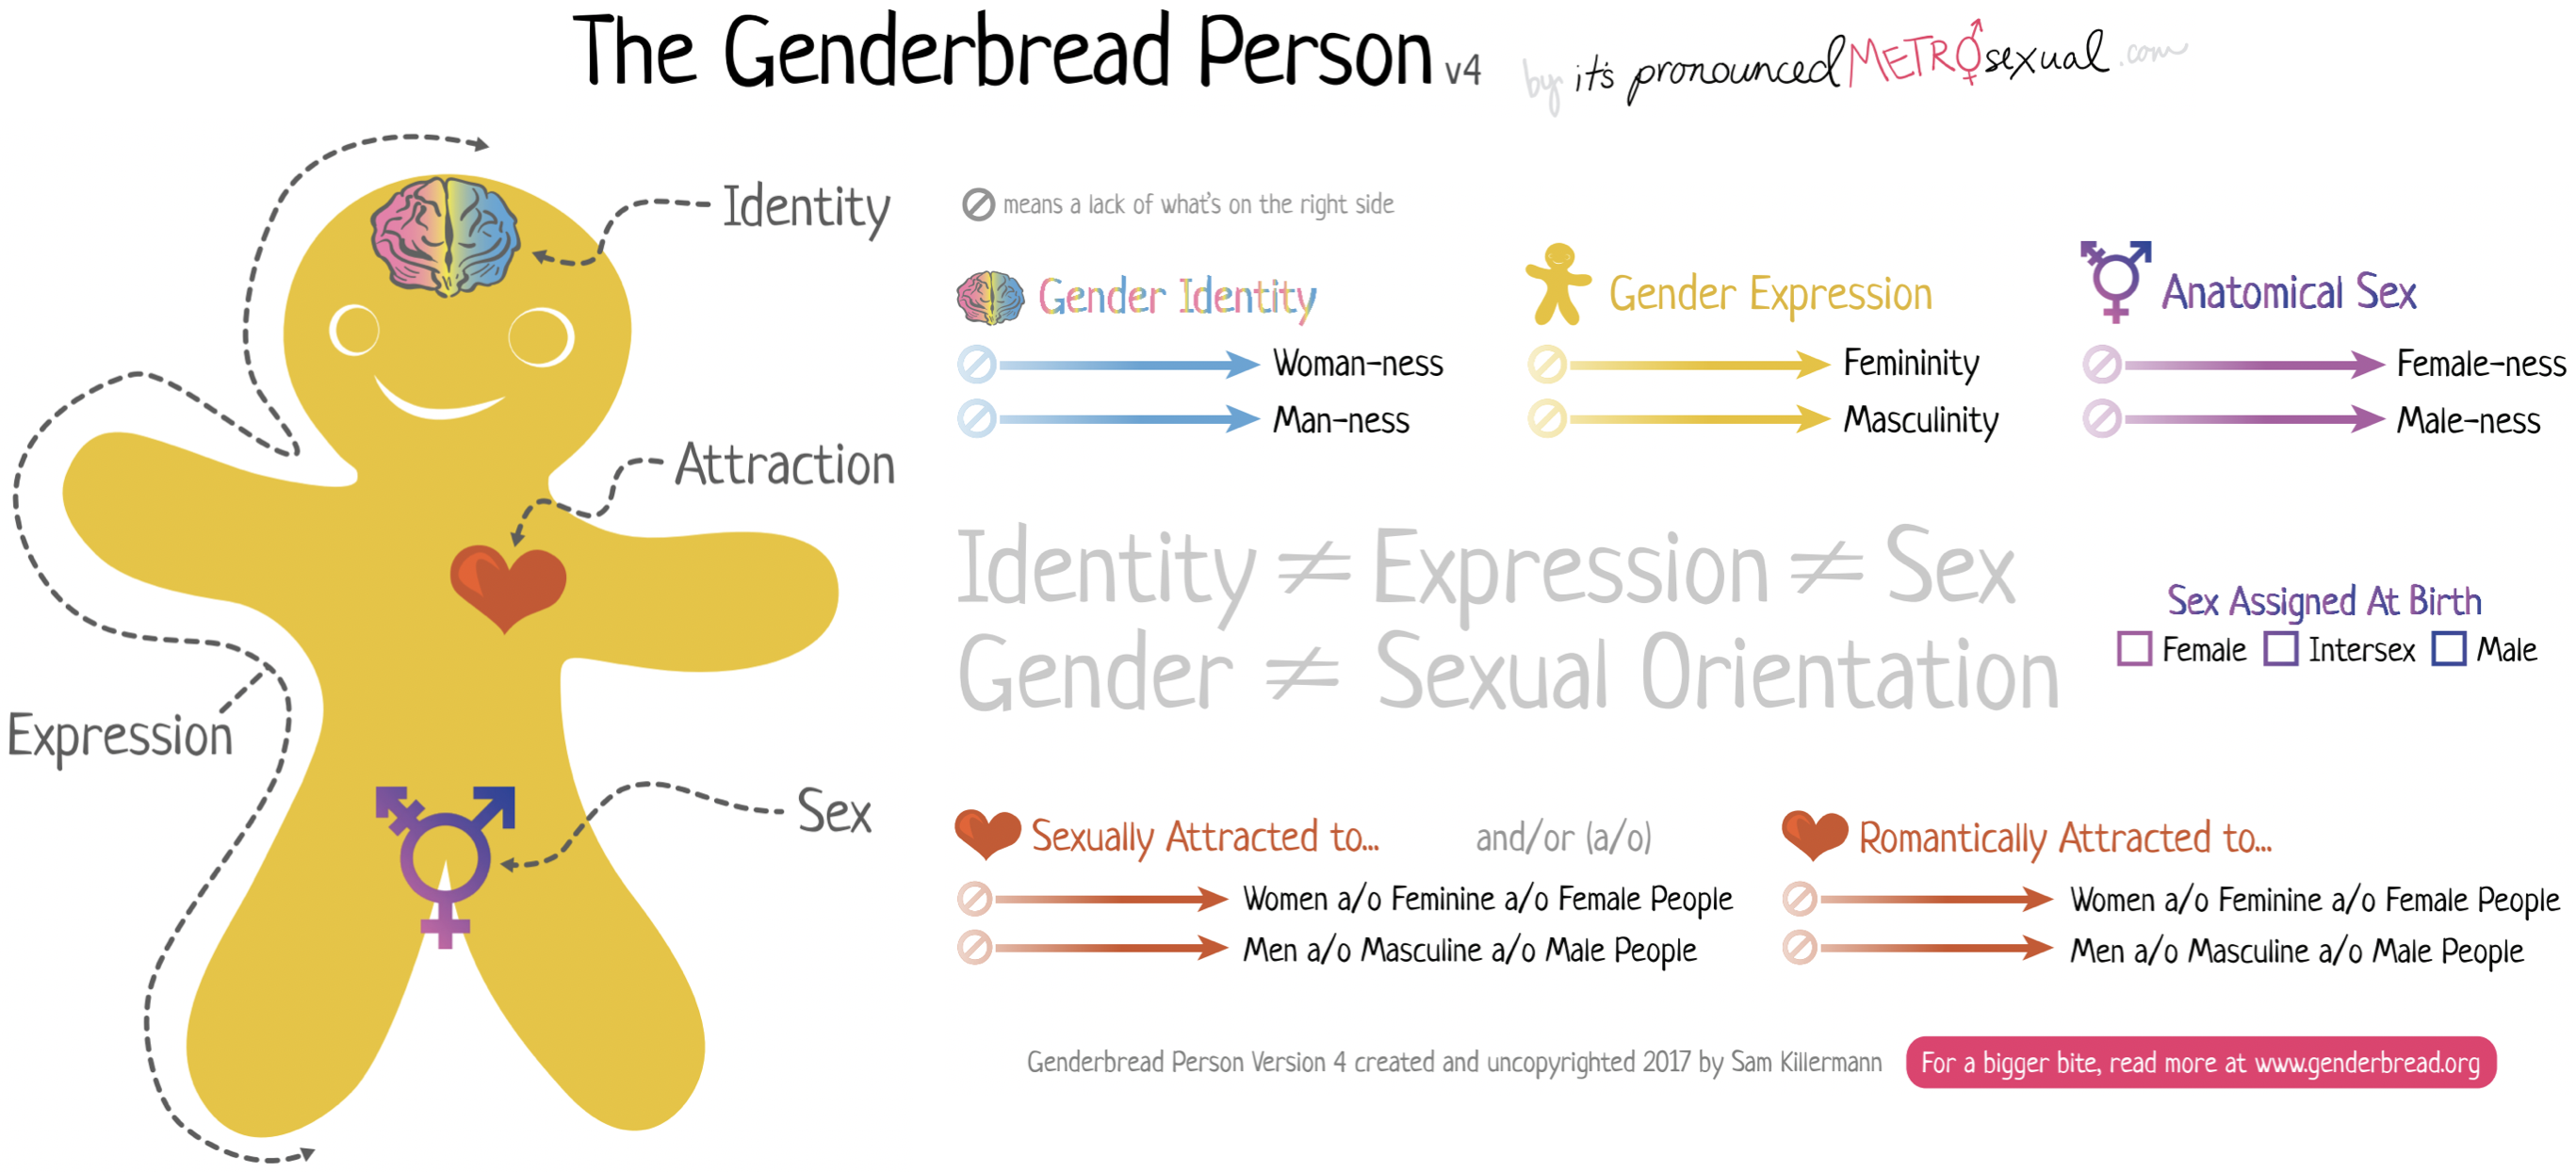 The Genderbread Person v4 by it's pronounced METROsexual.com
Identity
Attraction
Expression
Sex
means a lack of what's on the right side
Gender Identity
Woman-ness
Man-ness
Gender Expression
Femininity
Masculinity
Anatomical Sex
Female-ness
Male-ness
Identity ≠ Expression ≠ Sex
Gender ≠ Sexual Orientation
Sex Assigned At Birth
Female Intersex Male
Sexually Attracted to...
and/or (a/o)
Romantically Attracted to...
Women a/o Feminine a/o Female People
Men a/o Masculine a/o Male People
Women a/o Feminine a/o Female People
Men a/o Masculine a/o Male People
Genderbread Person Version 4 created and uncopyrighted 2017 by Sam Killermann
For a bigger bite, read more at www.genderbread.org